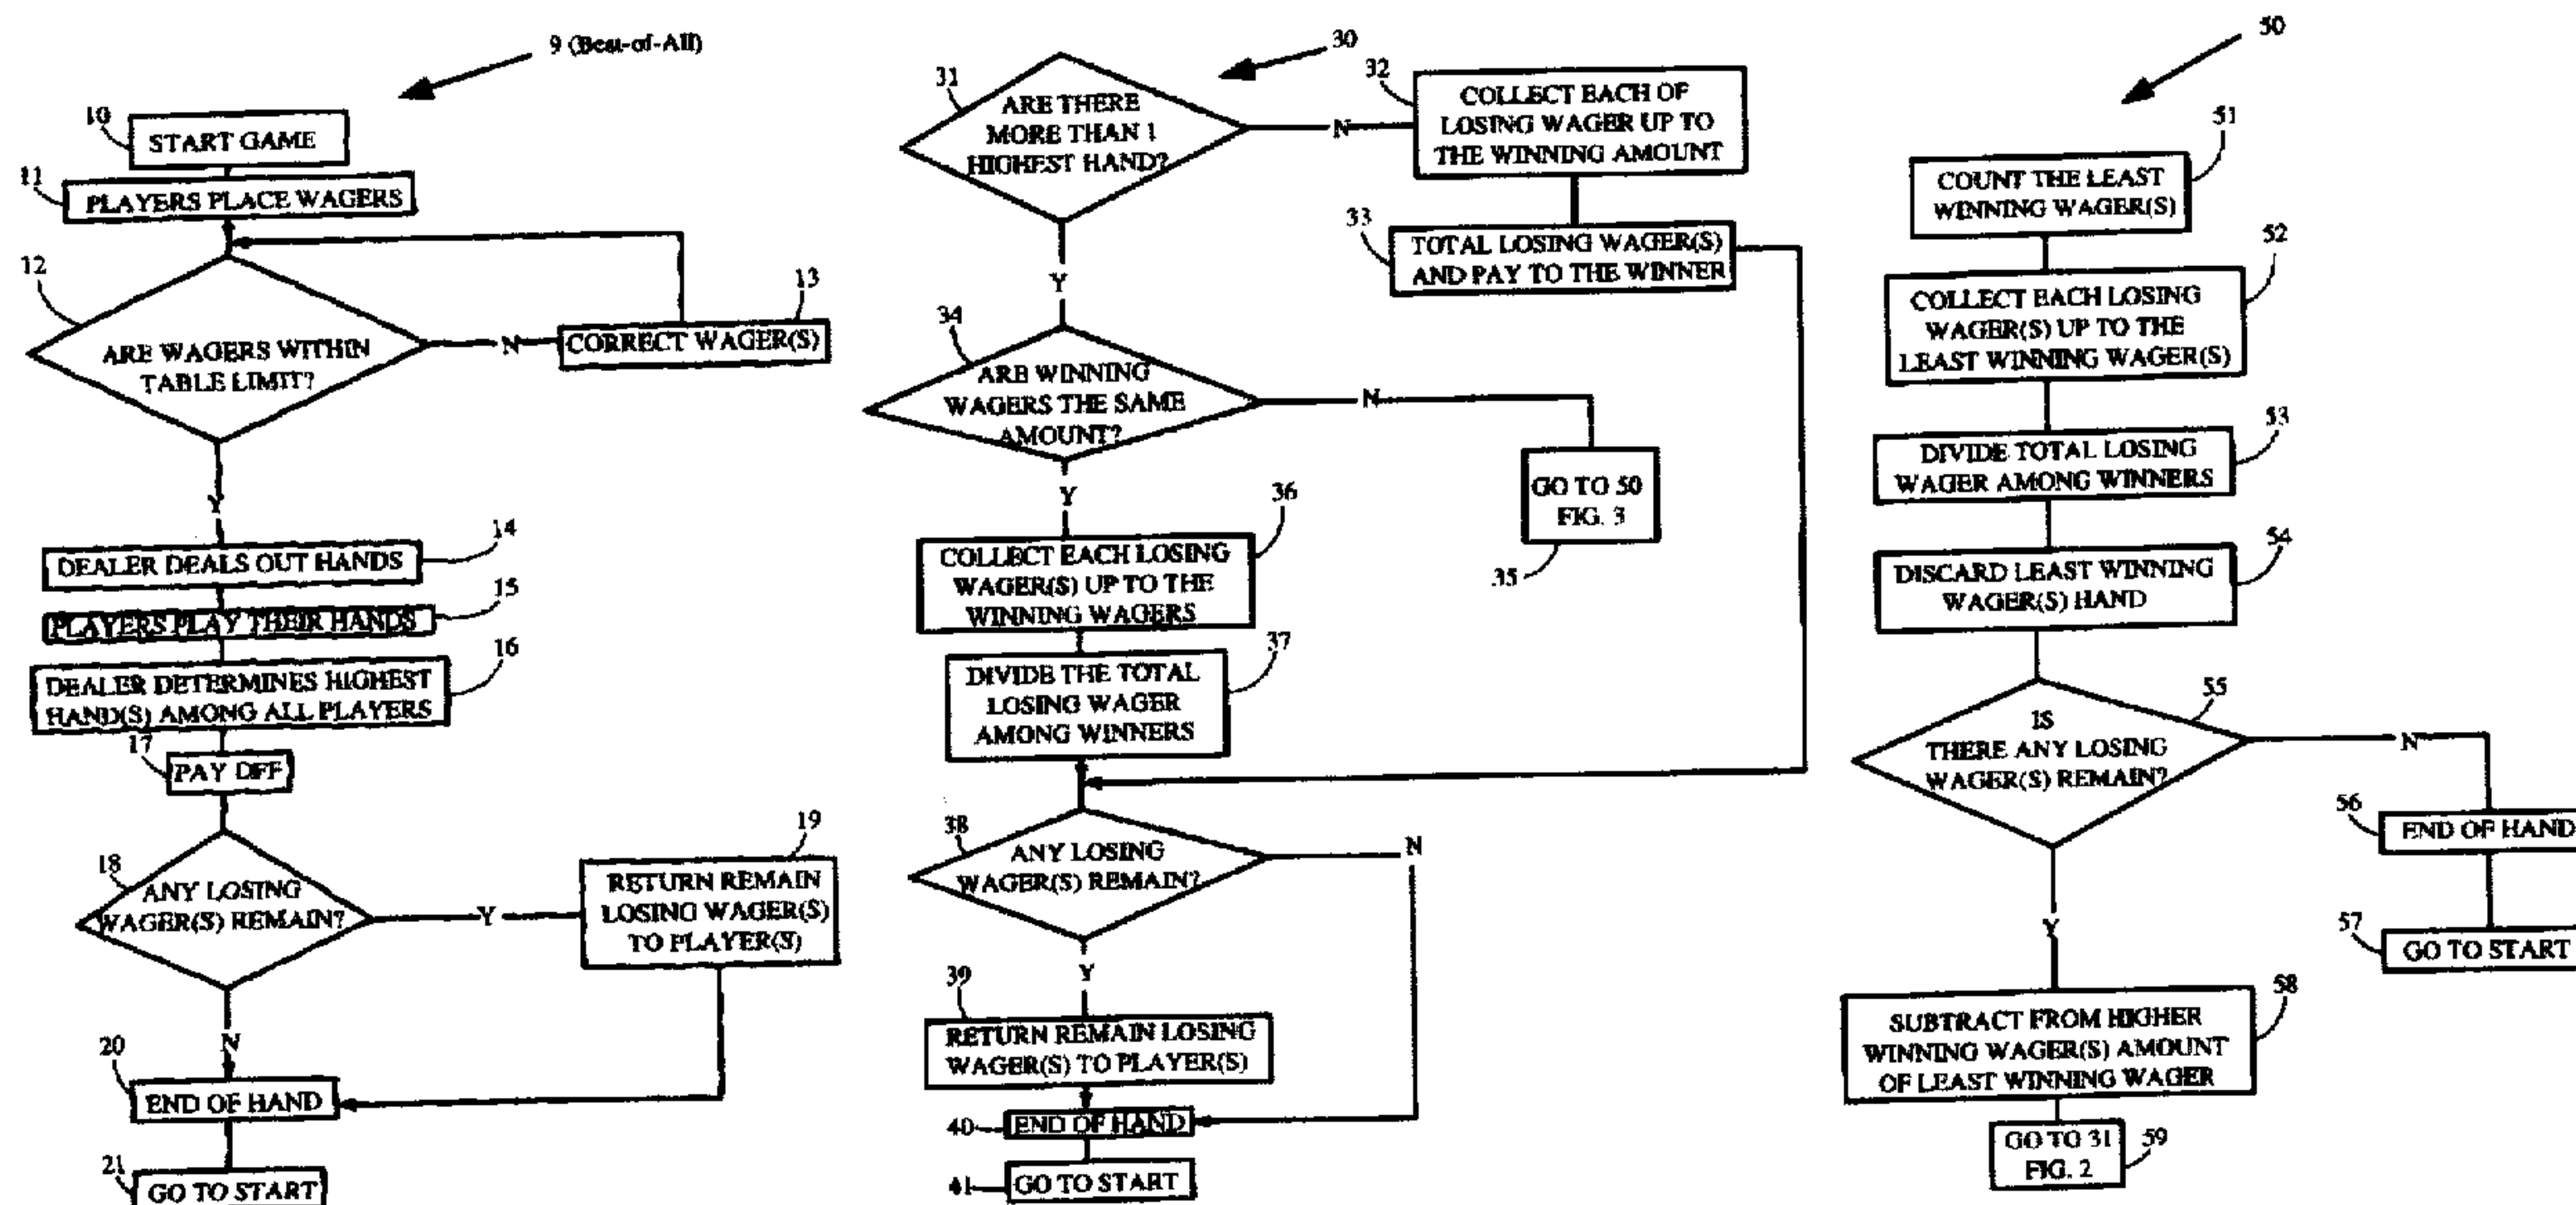 9 (Best-of-All)
10
START GAME
11
PLAYERS PLACE WAGERS
12
ARE WAGERS WITHIN
TABLE LIMIT?
N
13
CORRECT WAGER(S)
Y
14
DEALER DEALS OUT HANDS
15
PLAYERS PLAY THEIR HANDS
16
DEALER DETERMINES HIGHEST
HAND(S) AMONG ALL PLAYERS
17
PAY OFF
18
ANY LOSING
WAGER(S) REMAIN?
Y
19
RETURN REMAIN
LOSING WAGER(S)
TO PLAYER(S)
N
20
END OF HAND
21
GO TO START
30
31
ARE THERE
MORE THAN 1
HIGHEST HAND?
N
32
COLLECT EACH OF
LOSING WAGER UP TO
THE WINNING AMOUNT
33
TOTAL LOSING WAGER(S)
AND PAY TO THE WINNER
Y
34
ARE WINNING
WAGERS THE SAME
AMOUNT?
N
GO TO 50
FIG. 3
35
Y
36
COLLECT EACH LOSING
WAGER(S) UP TO THE
WINNING WAGERS
37
DIVIDE THE TOTAL
LOSING WAGER
AMONG WINNERS
38
ANY LOSING
WAGER(S) REMAIN?
N
Y
39
RETURN REMAIN LOSING
WAGER(S) TO PLAYER(S)
40
END OF HAND
41
GO TO START
50
51
COUNT THE LEAST
WINNING WAGER(S)
52
COLLECT EACH LOSING
WAGER(S) UP TO THE
LEAST WINNING WAGER(S)
53
DIVIDE TOTAL LOSING
WAGER AMONG WINNERS
54
DISCARD LEAST WINNING
WAGER(S) HAND
55
IS
THERE ANY LOSING
WAGER(S) REMAIN?
N
56
END OF HAND
57
GO TO START
Y
58
SUBTRACT FROM HIGHER
WINNING WAGER(S) AMOUNT
OF LEAST WINNING WAGER
GO TO 31
FIG. 2
59